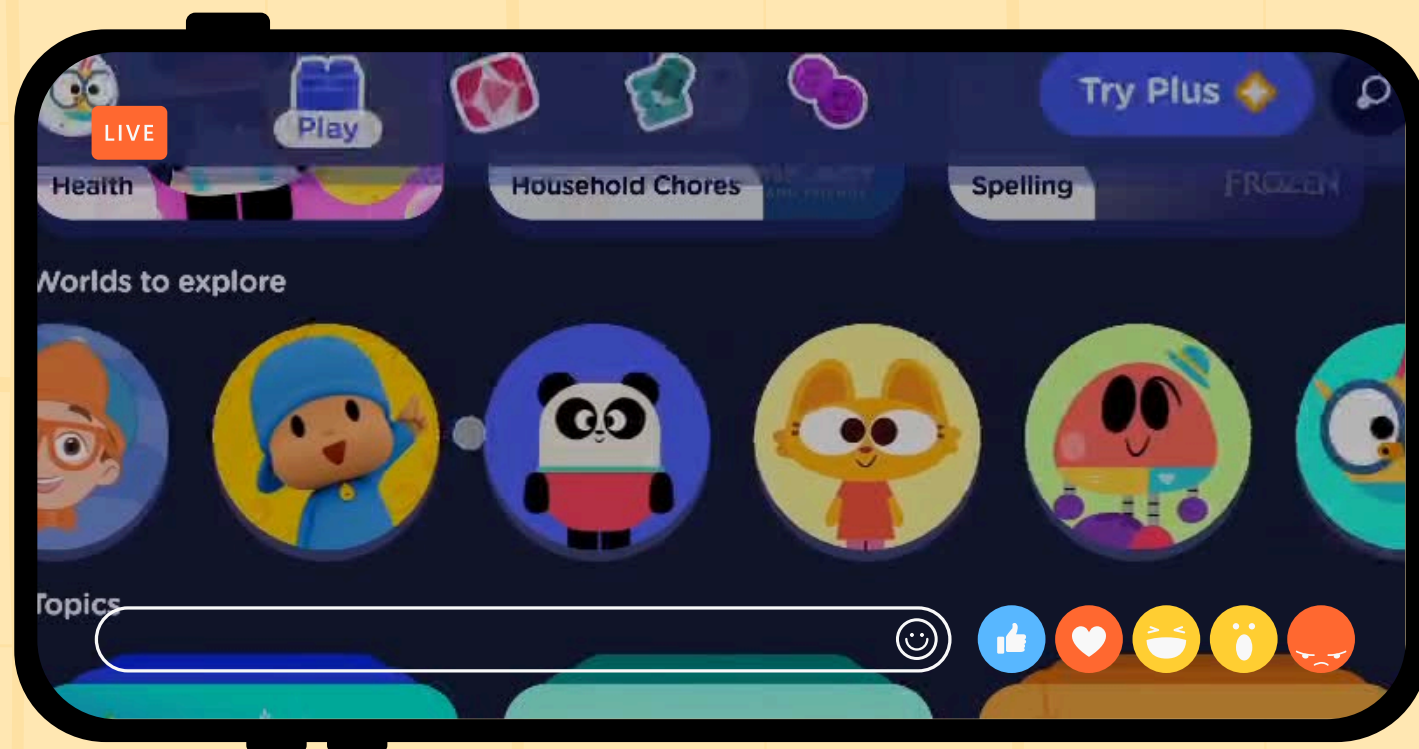 LIVE
Play
Try Plus
Health
Household Chores
Spelling
FROZEN
Worlds to explore
Topics